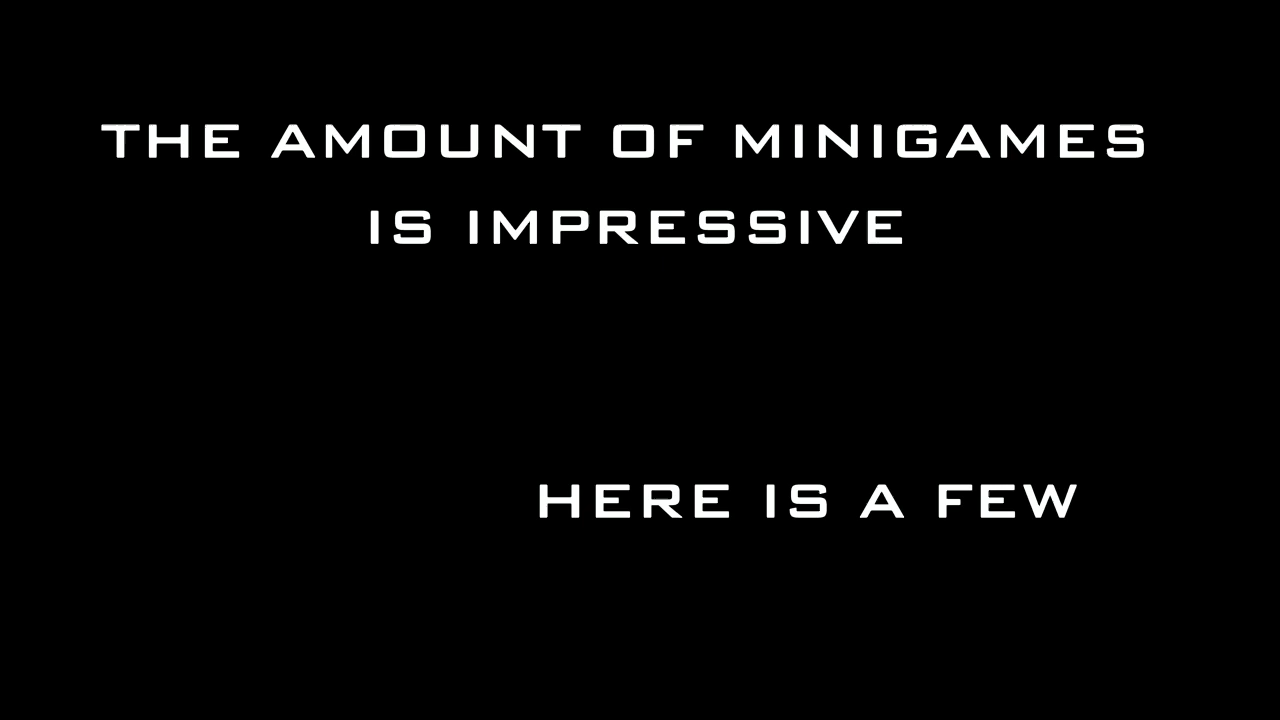 THE AMOUNT OF MINIGAMES
IS IMPRESSIVE
HERE IS A FEW